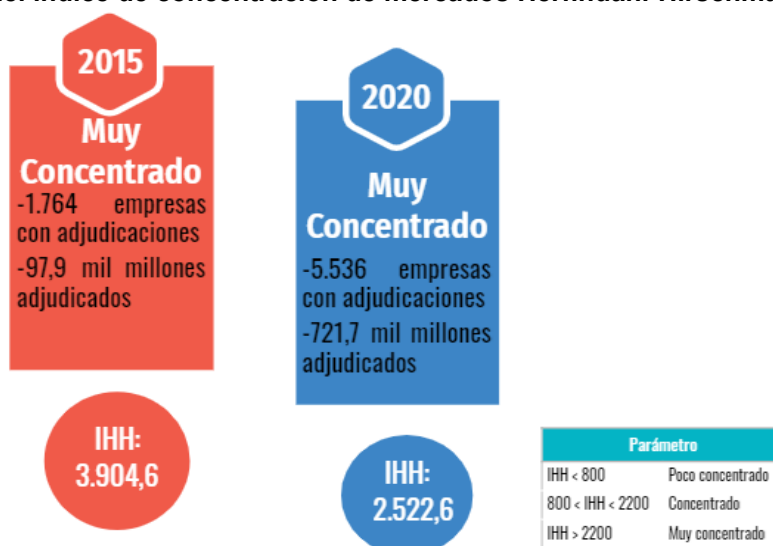 2015
Muy
Concentrado
-1.764 empresas
con adjudicaciones
-97,9 mil millones
adjudicados
IHH:
3.904,6
2020
Muy
Concentrado
-5.536 empresas
con adjudicaciones
-721,7 mil millones
adjudicados
IHH:
2.522,6
Parámetro
IHH < 800 Poco concentrado
800 < IHH < 2200 Concentrado
IHH > 2200 Muy concentrado